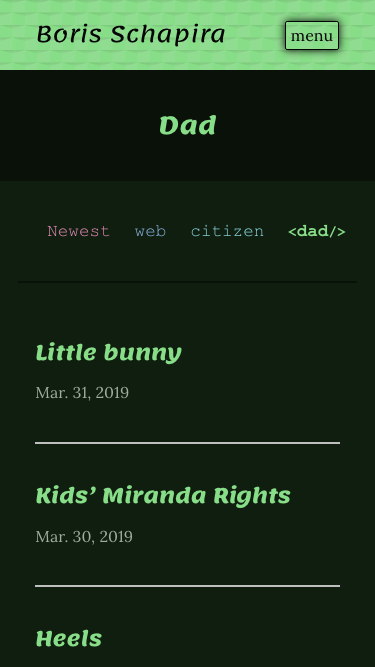 Boris Schapira
menu
Dad
Newest web citizen <dad/>
Little bunny
Mar. 31, 2019
Kids’ Miranda Rights
Mar. 30, 2019
Heels